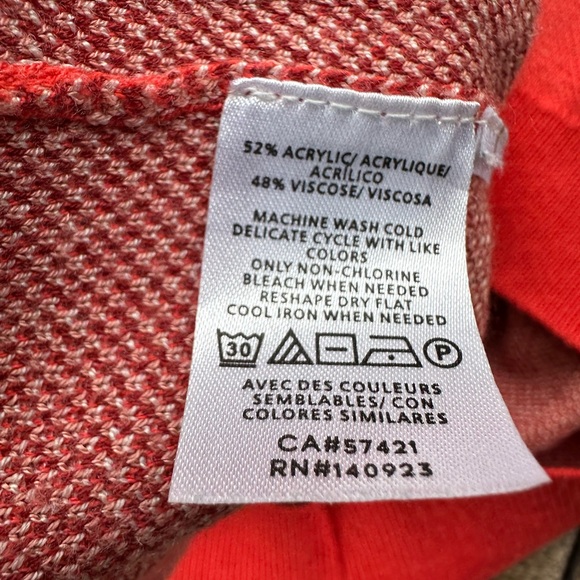 52% ACRYLIC/ ACRYLIQUE/
ACRÍLICO
48% VISCOSE/ VISCOSA
MACHINE WASH COLD
DELICATE CYCLE WITH LIKE
COLORS
ONLY NON-CHLORINE
BLEACH WHEN NEEDED
RESHAPE DRY FLAT
COOL IRON WHEN NEEDED
30 P
AVEC DES COULEURS
SEMBLABLES/ CON
COLORES SIMILARES
CA#57421
RN#140923